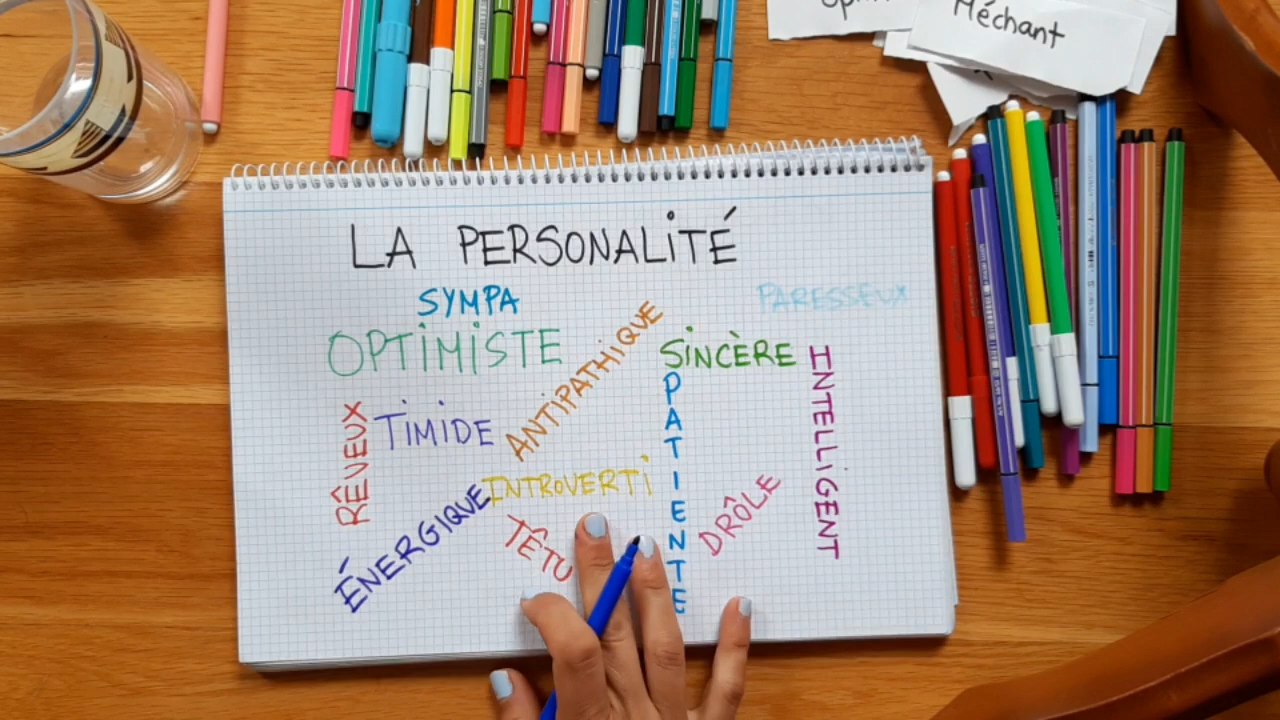 Méchant
LA PERSONALITÉ
SYMPA
PARESSEUX
OPTIMISTE
ANTIPATHIQUE
SINCÈRE
INTELLIGENT
RÊVEUX
TIMIDE
PATIENTE
INTROVERTI
ÉNERGIQUE
TÊTU
DRÔLE